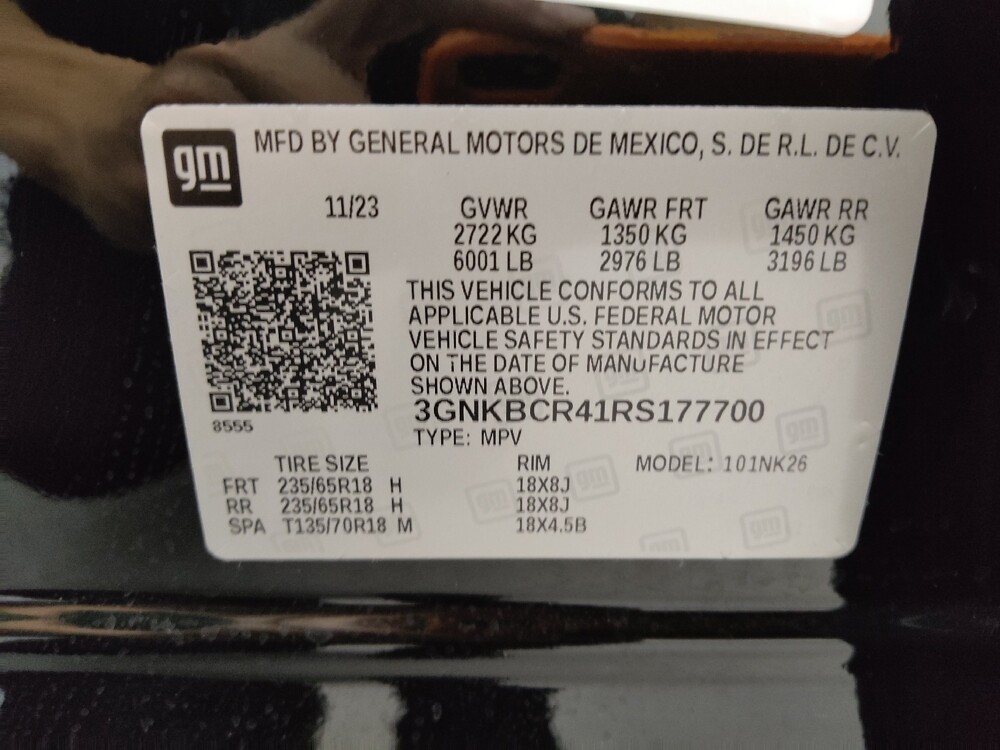 gm
MFD BY GENERAL MOTORS DE MEXICO, S. DE R.L. DE C.V.
11/23 GVWR GAWR FRT GAWR RR
2722 KG 1350 KG 1450 KG
6001 LB 2976 LB 3196 LB
THIS VEHICLE CONFORMS TO ALL
APPLICABLE U.S. FEDERAL MOTOR
VEHICLE SAFETY STANDARDS IN EFFECT
ON THE DATE OF MANUFACTURE
SHOWN ABOVE.
3GNKBCR41RS177700
8555
TYPE: MPV
TIRE SIZE RIM MODEL: 101NK26
FRT 235/65R18 H 18X8J
RR 235/65R18 H 18X8J
SPA T135/70R18 M 18X4.5B